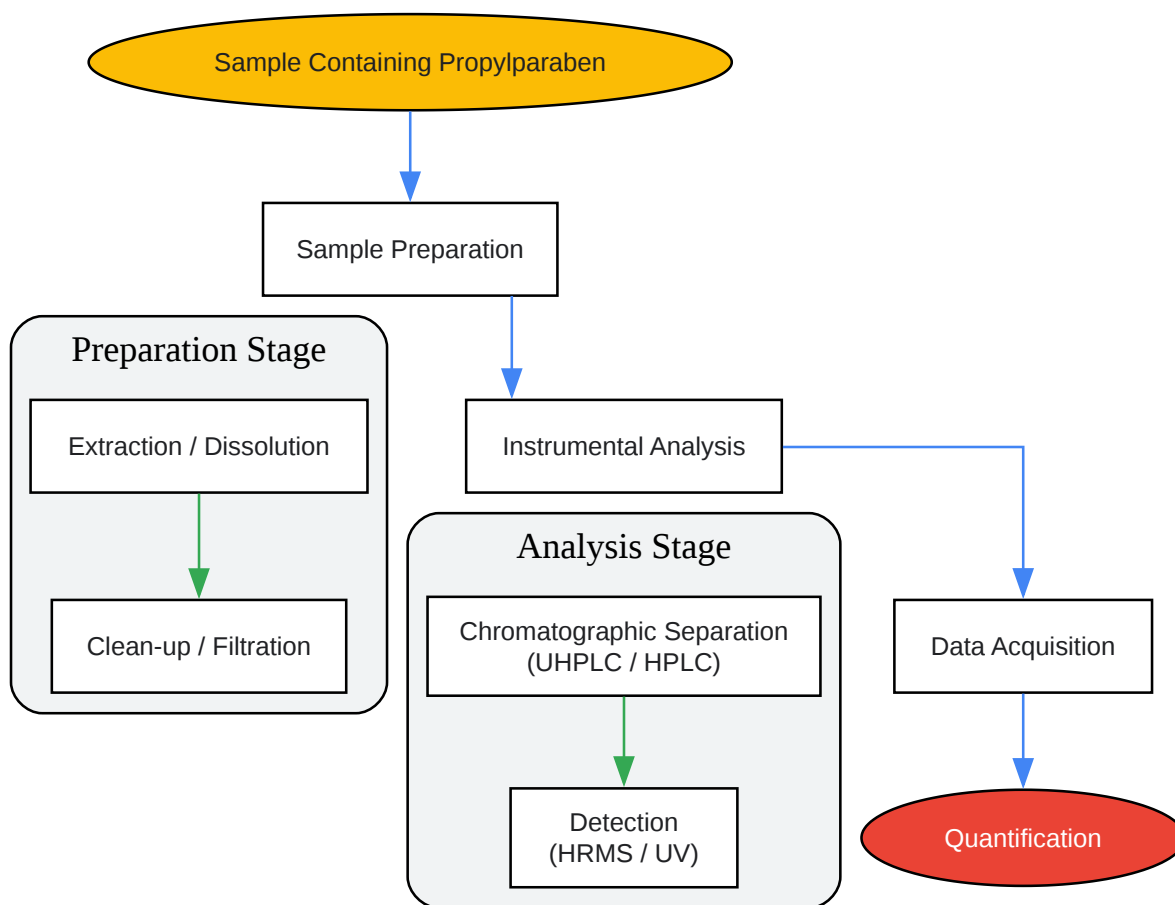 Sample Containing Propylparaben
Sample Preparation
Preparation Stage
Extraction / Dissolution
Clean-up / Filtration
Instrumental Analysis
Analysis Stage
Chromatographic Separation
(UHPLC / HPLC)
Detection
(HRMS / UV)
Data Acquisition
Quantification